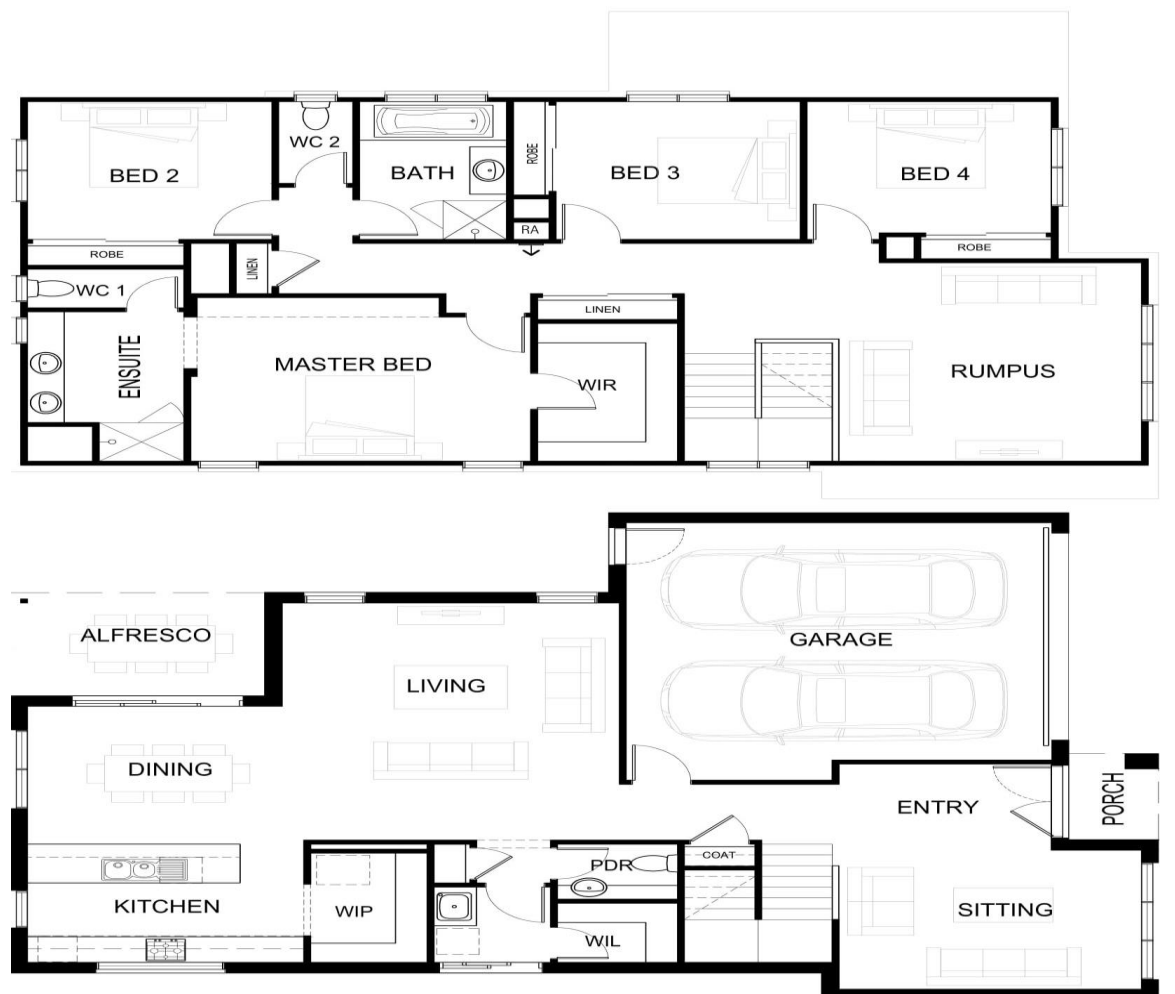 WC 2
BED 2
BATH
ROBE
BED 3
BED 4
RA
ROBE
LINEN
ROBE
WC 1
LINEN
ENSUITE
MASTER BED
WIR
RUMPUS
ALFRESCO
GARAGE
LIVING
DINING
ENTRY
PORCH
PDR
COAT
KITCHEN
WIP
WIL
SITTING